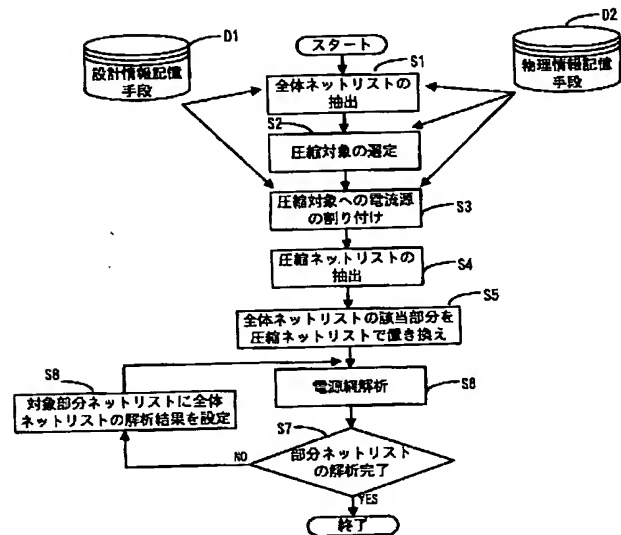 D1
設計情報記憶
手段
D2
物理情報記憶
手段
スタート
S1
全体ネットリストの
抽出
S2
圧縮対象の選定
圧縮対象への電流源
の割り付け
S3
圧縮ネットリストの
抽出
S4
S5
全体ネットリストの該当部分を
圧縮ネットリストで置き換え
電源網解析
S6
S8
対象部分ネットリストに全体
ネットリストの解析結果を設定
S7
部分ネットリスト
の解析完了
NO
YES
終了